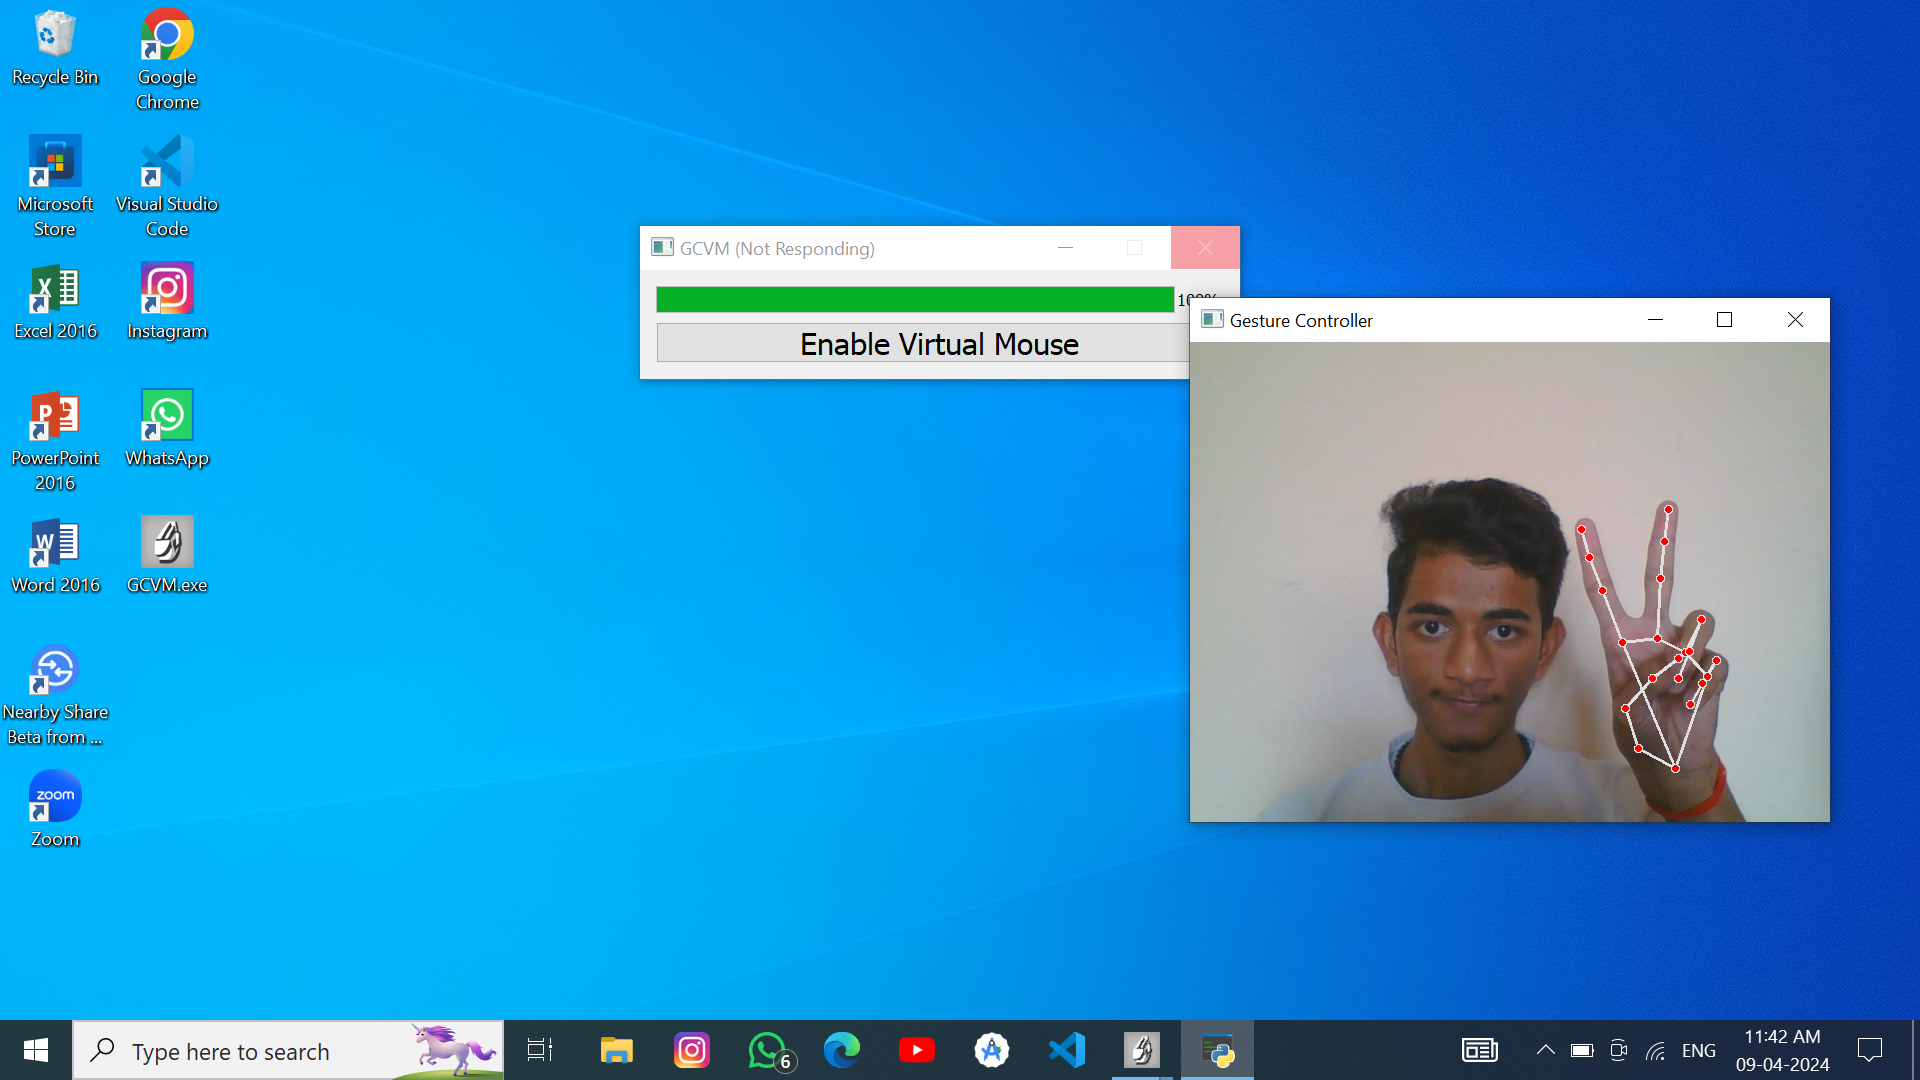 Recycle Bin
Google
Chrome
Microsoft
Store
Visual Studio
Code
Excel 2016
Instagram
PowerPoint
2016
WhatsApp
Word 2016
GCVM.exe
Nearby Share
Beta from ...
zoom
Zoom
GCVM (Not Responding)
100%
Enable Virtual Mouse
Gesture Controller
Type here to search
6
ENG
11:42 AM
09-04-2024